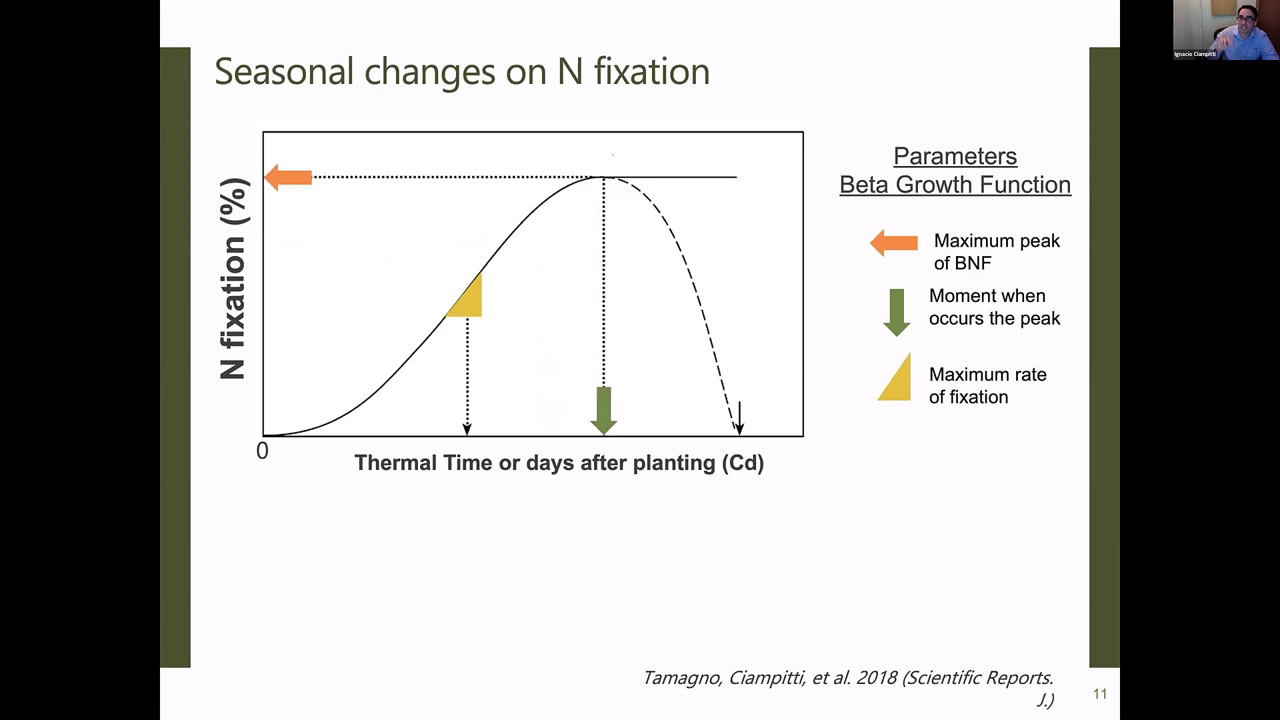 Ignacio Ciampitti
Seasonal changes on N fixation
N fixation (%)
0
Thermal Time or days after planting (Cd)
Parameters
Beta Growth Function
Maximum peak
of BNF
Moment when
occurs the peak
Maximum rate
of fixation
Tamagno, Ciampitti, et al. 2018 (Scientific Reports.
J.)
11